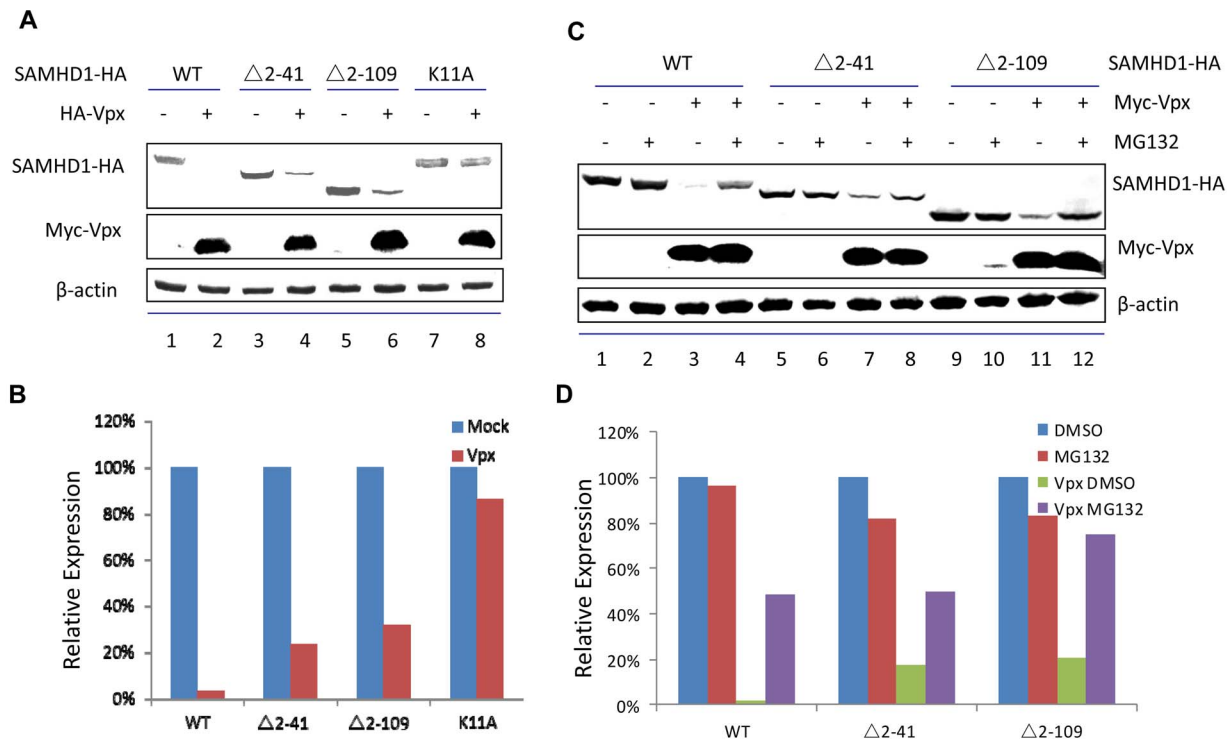 A
SAMHD1-HA WT △2-41 △2-109 K11A
HA-Vpx - + - + - + - +
SAMHD1-HA
Myc-Vpx
β-actin
1 2 3 4 5 6 7 8
C
WT △2-41 △2-109 SAMHD1-HA
- - + + - - + + - - + + Myc-Vpx
- + - + - + - + - + - + MG132
SAMHD1-HA
Myc-Vpx
β-actin
1 2 3 4 5 6 7 8 9 10 11 12
B
Relative Expression
120%
100%
80%
60%
40%
20%
0%
Mock
Vpx
WT △2-41 △2-109 K11A
D
Relative Expression
120%
100%
80%
60%
40%
20%
0%
DMSO
MG132
Vpx DMSO
Vpx MG132
WT △2-41 △2-109